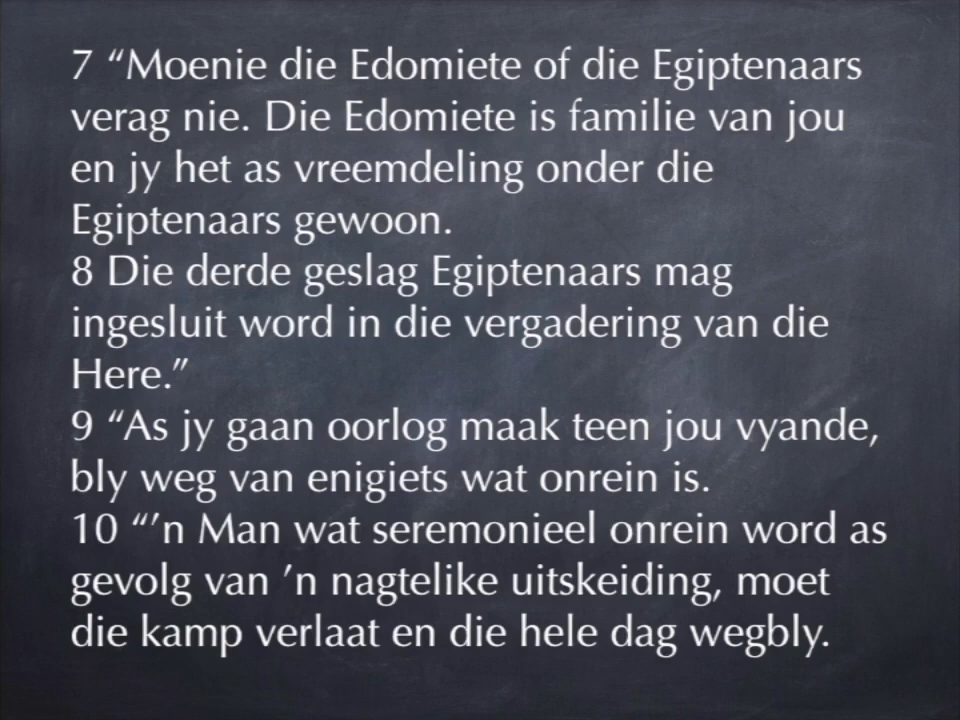 7 “Moenie die Edomiete of die Egiptenaars
verag nie. Die Edomiete is familie van jou
en jy het as vreemdeling onder die
Egiptenaars gewoon.
8 Die derde geslag Egiptenaars mag
ingesluit word in die vergadering van die
Here.”
9 “As jy gaan oorlog maak teen jou vyande,
bly weg van enigiets wat onrein is.
10 “’n Man wat seremonieel onrein word as
gevolg van ’n nagtelike uitskeiding, moet
die kamp verlaat en die hele dag wegbly.